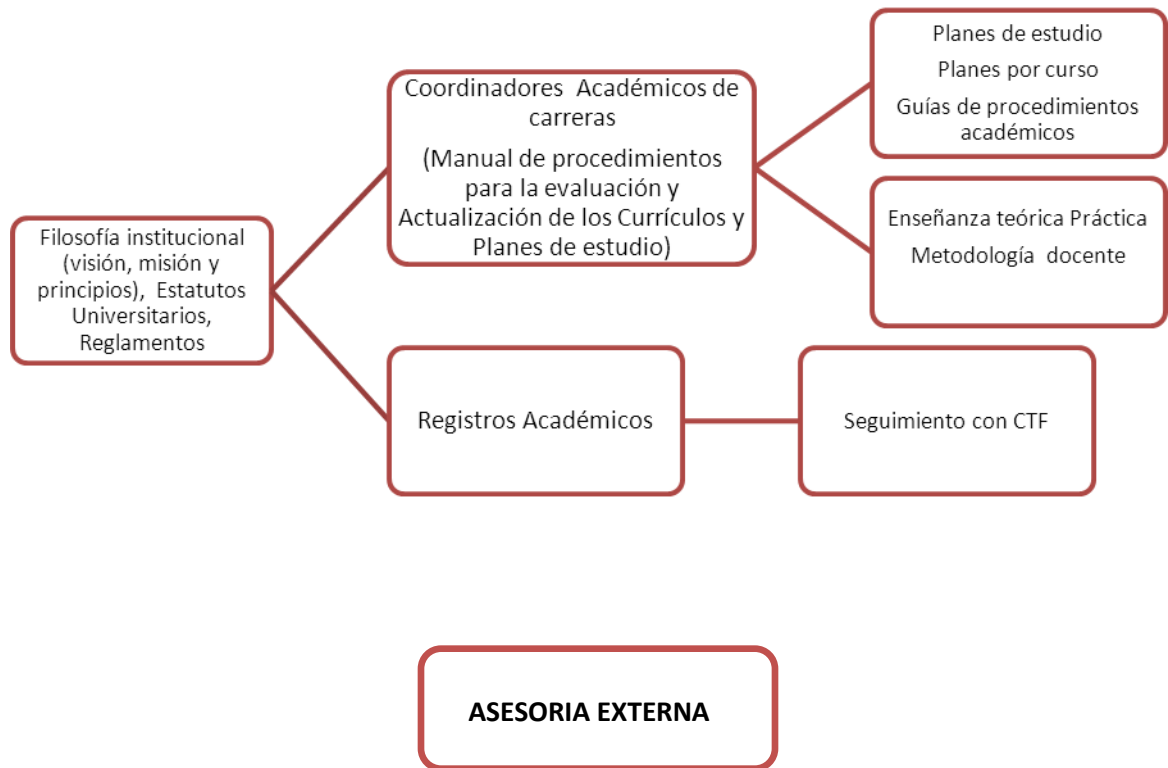 Filosofía institucional
(visión, misión y
principios), Estatutos
Universitarios,
Reglamentos
Coordinadores Académicos de
carreras
(Manual de procedimientos
para la evaluación y
Actualización de los Currículos y
Planes de estudio)
Planes de estudio
Planes por curso
Guías de procedimientos
académicos
Enseñanza teórica Práctica
Metodología docente
Registros Académicos
Seguimiento con CTF
ASESORIA EXTERNA